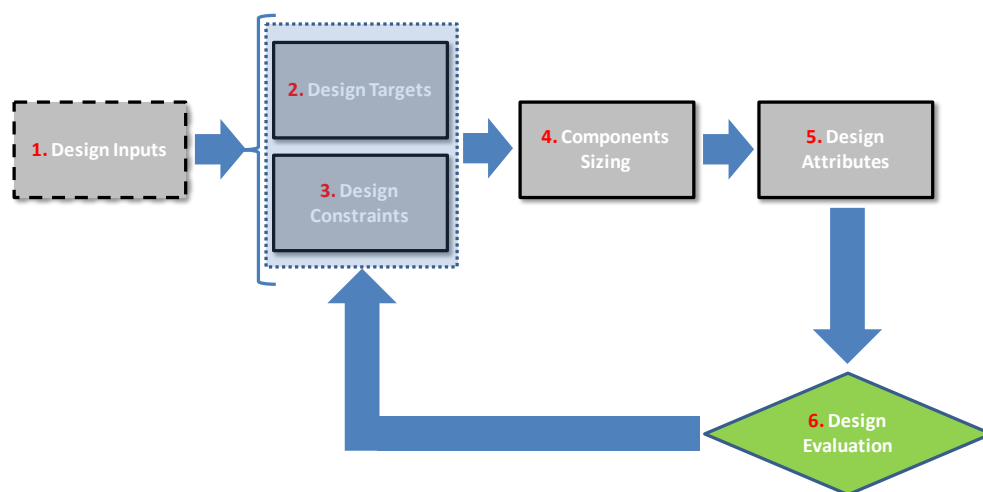 1. Design Inputs
2. Design Targets
3. Design
Constraints
4. Components
Sizing
5. Design
Attributes
6. Design
Evaluation